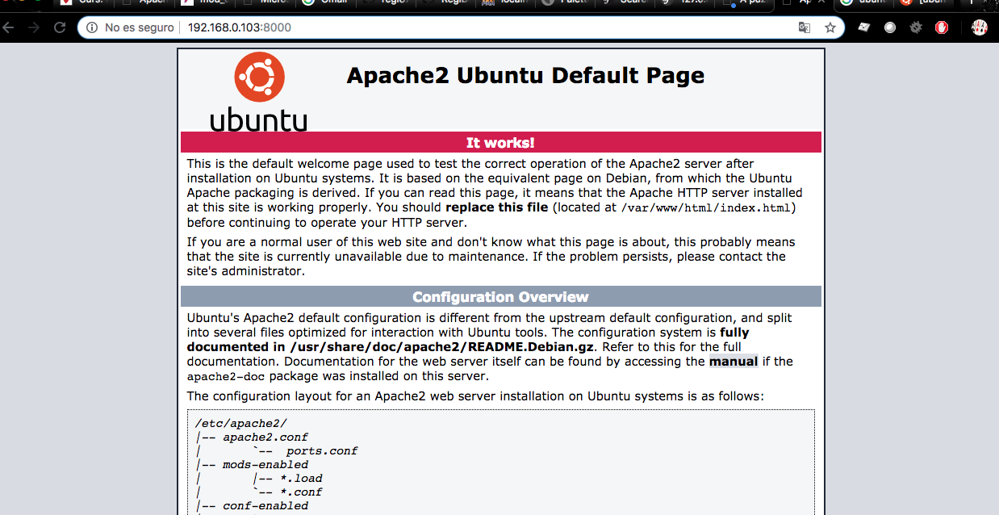 Gmail
No es seguro
192.168.0.103:8000
ubuntu
Apache2 Ubuntu Default Page
It works!
This is the default welcome page used to test the correct operation of the Apache2 server after
installation on Ubuntu systems. It is based on the equivalent page on Debian, from which the Ubuntu
Apache packaging is derived. If you can read this page, it means that the Apache HTTP server installed
at this site is working properly. You should replace this file (located at /var/www/html/index.html)
before continuing to operate your HTTP server.
If you are a normal user of this web site and don't know what this page is about, this probably means
that the site is currently unavailable due to maintenance. If the problem persists, please contact the
site's administrator.
Configuration Overview
Ubuntu's Apache2 default configuration is different from the upstream default configuration, and split
into several files optimized for interaction with Ubuntu tools. The configuration system is fully
documented in /usr/share/doc/apache2/README.Debian.gz. Refer to this for the full
documentation. Documentation for the web server itself can be found by accessing the manual if the
apache2-doc package was installed on this server.
The configuration layout for an Apache2 web server installation on Ubuntu systems is as follows:
/etc/apache2/
|-- apache2.conf
|       `--  ports.conf
|-- mods-enabled
|       |-- *.load
|       `-- *.conf
|-- conf-enabled